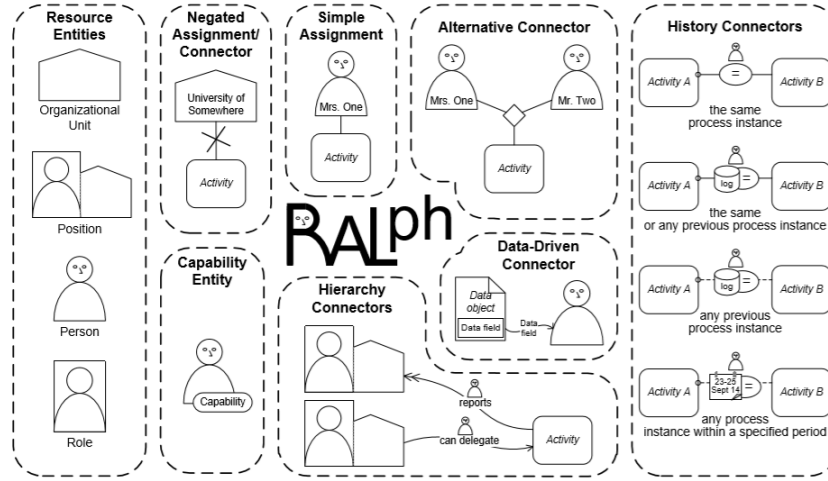 Resource
Entities
Organizational
Unit
Position
Person
Role
Negated
Assignment/
Connector
University of
Somewhere
Activity
Capability
Entity
Capability
Simple
Assignment
Mrs. One
Activity
Alternative Connector
Mrs. One
Mr. Two
Activity
RALph
Hierarchy
Connectors
reports
can delegate
Activity
Data-Driven
Connector
Data
object
Data field
Data
field
History Connectors
Activity A
=
Activity B
the same
process instance
Activity A
log
=
Activity B
the same
or any previous process instance
Activity A
log
=
Activity B
any previous
process instance
Activity A
23-25
Sept 14
=
Activity B
any process
instance within a specified period